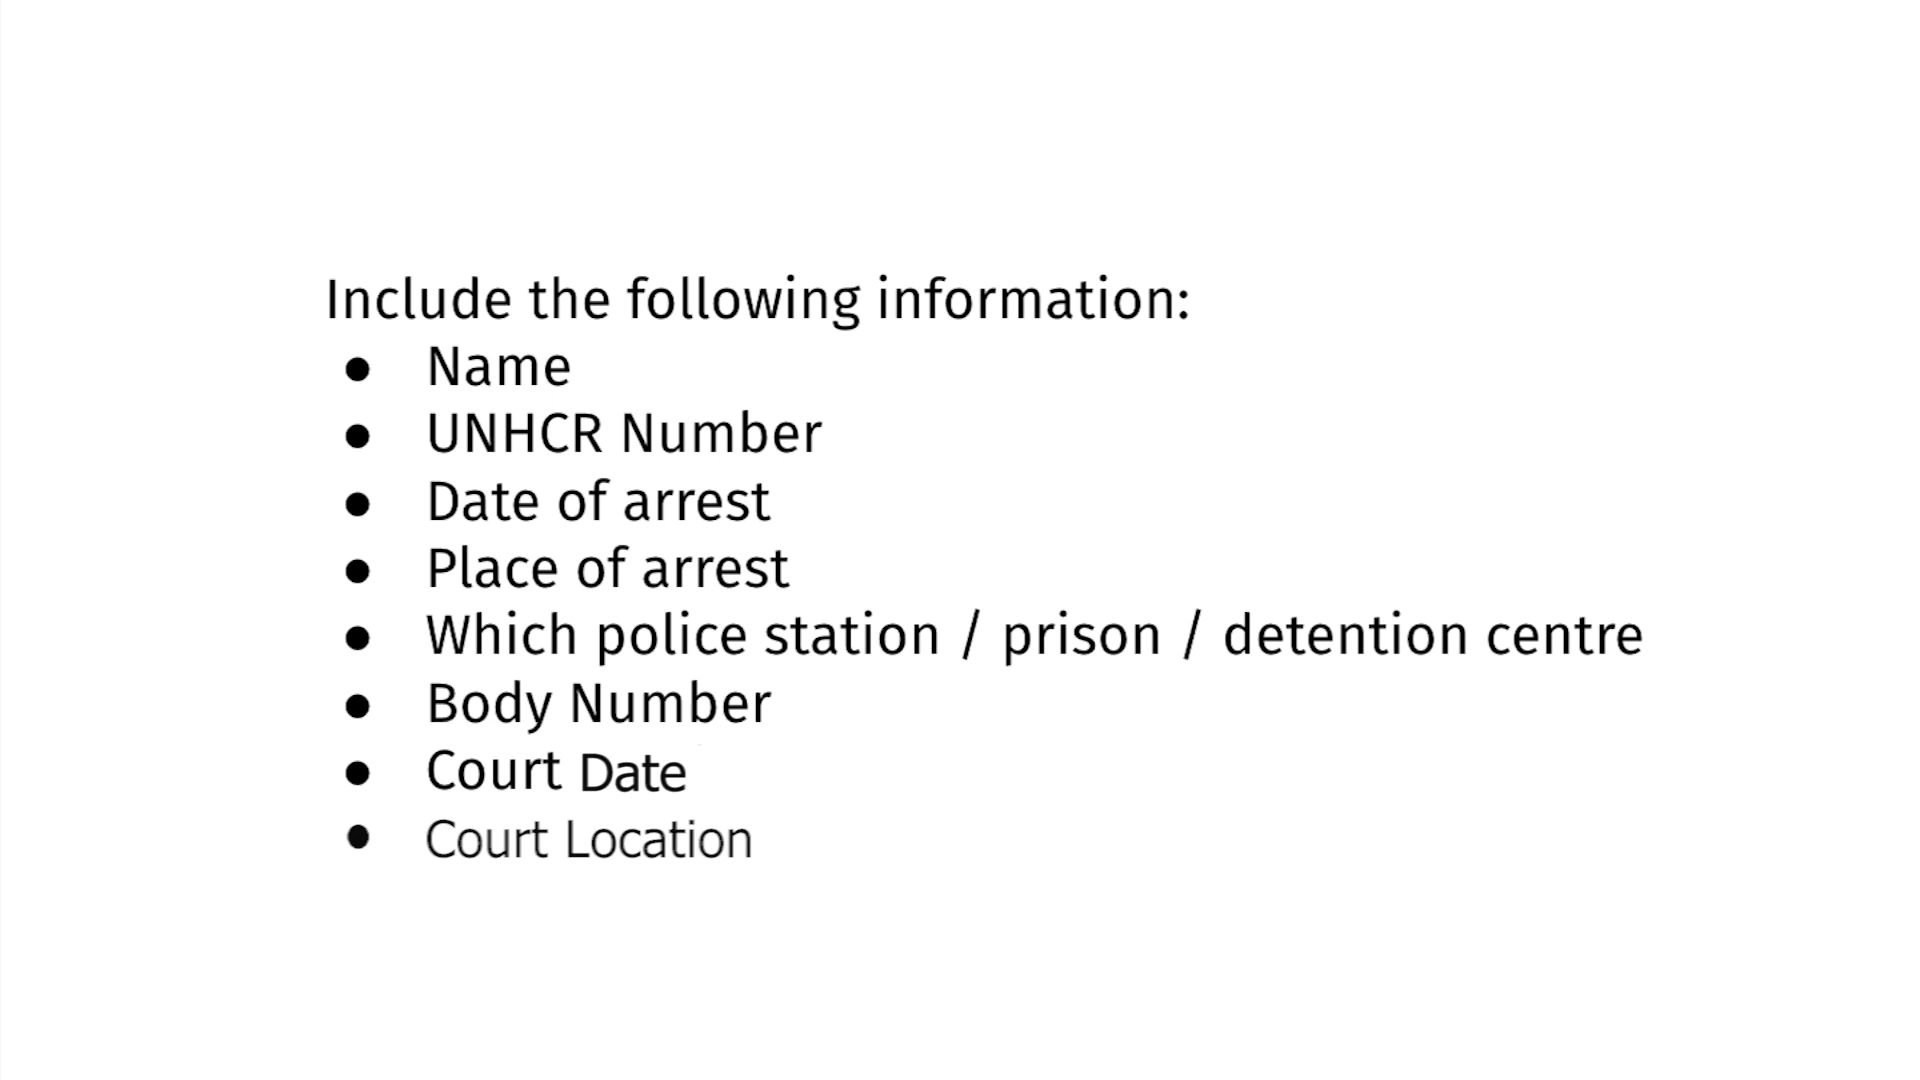 Include the following information:
● Name
● UNHCR Number
● Date of arrest
● Place of arrest
● Which police station / prison / detention centre
● Body Number
● Court Date
● Court Location